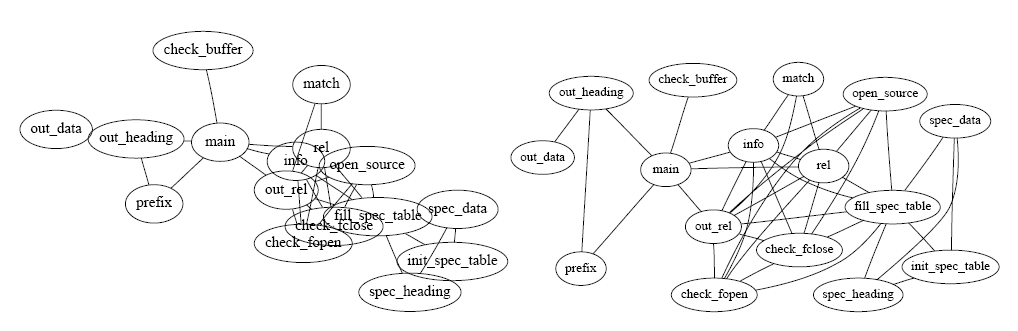 check_buffer
match
out_data
out_heading
main
rel
info
open_source
out_rel
prefix
spec_data
fill_spec_table
check_fclose
check_fopen
init_spec_table
spec_heading
check_buffer
match
out_heading
open_source
spec_data
info
out_data
main
rel
fill_spec_table
out_rel
check_fclose
prefix
init_spec_table
check_fopen
spec_heading